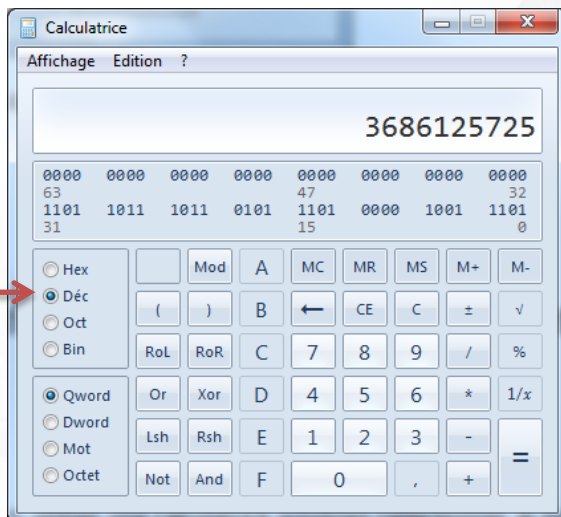 Calculatrice
Affichage Edition ?
3686125725
0000 0000 0000 0000 0000 0000 0000 0000
63 47 32
1101 1011 1011 0101 1101 0000 1001 1101
31 15 0
Hex Mod A MC MR MS M+ M-
Déc ( ) B ← CE C ± √
Oct
Bin RoL RoR C 7 8 9 / %
Qword Or Xor D 4 5 6 * 1/x
Dword
Mot Lsh Rsh E 1 2 3 - =
Octet Not And F 0 , +